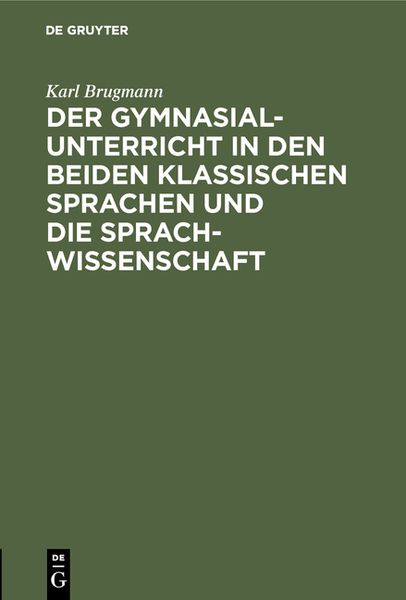 DE GRUYTER
Karl Brugmann
DER GYMNASIAL-
UNTERRICHT IN DEN
BEIDEN KLASSISCHEN
SPRACHEN UND
DIE SPRACH-
WISSENSCHAFT
DE
G